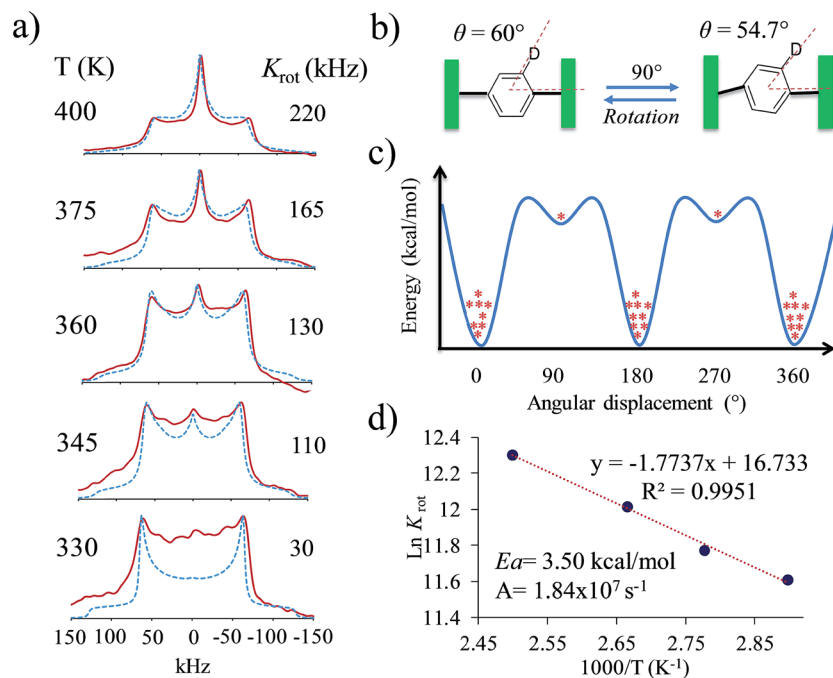 a)
T (K)
K_rot (kHz)
400
220
375
165
360
130
345
110
330
30
150 100 50 0 -50 -100 -150
kHz
b)
θ = 60°
θ = 54.7°
D
D
90°
Rotation
c)
Energy (kcal/mol)
*
*
*
***
**
**
*
*
***
**
**
*
*
***
**
**
*
0 90 180 270 360
Angular displacement (°)
d)
12.4
12.2
12
11.8
11.6
11.4
Ln K_rot
y = -1.7737x + 16.733
R² = 0.9951
Ea= 3.50 kcal/mol
A= 1.84x10⁷ s⁻¹
2.45 2.55 2.65 2.75 2.85
1000/T (K⁻¹)